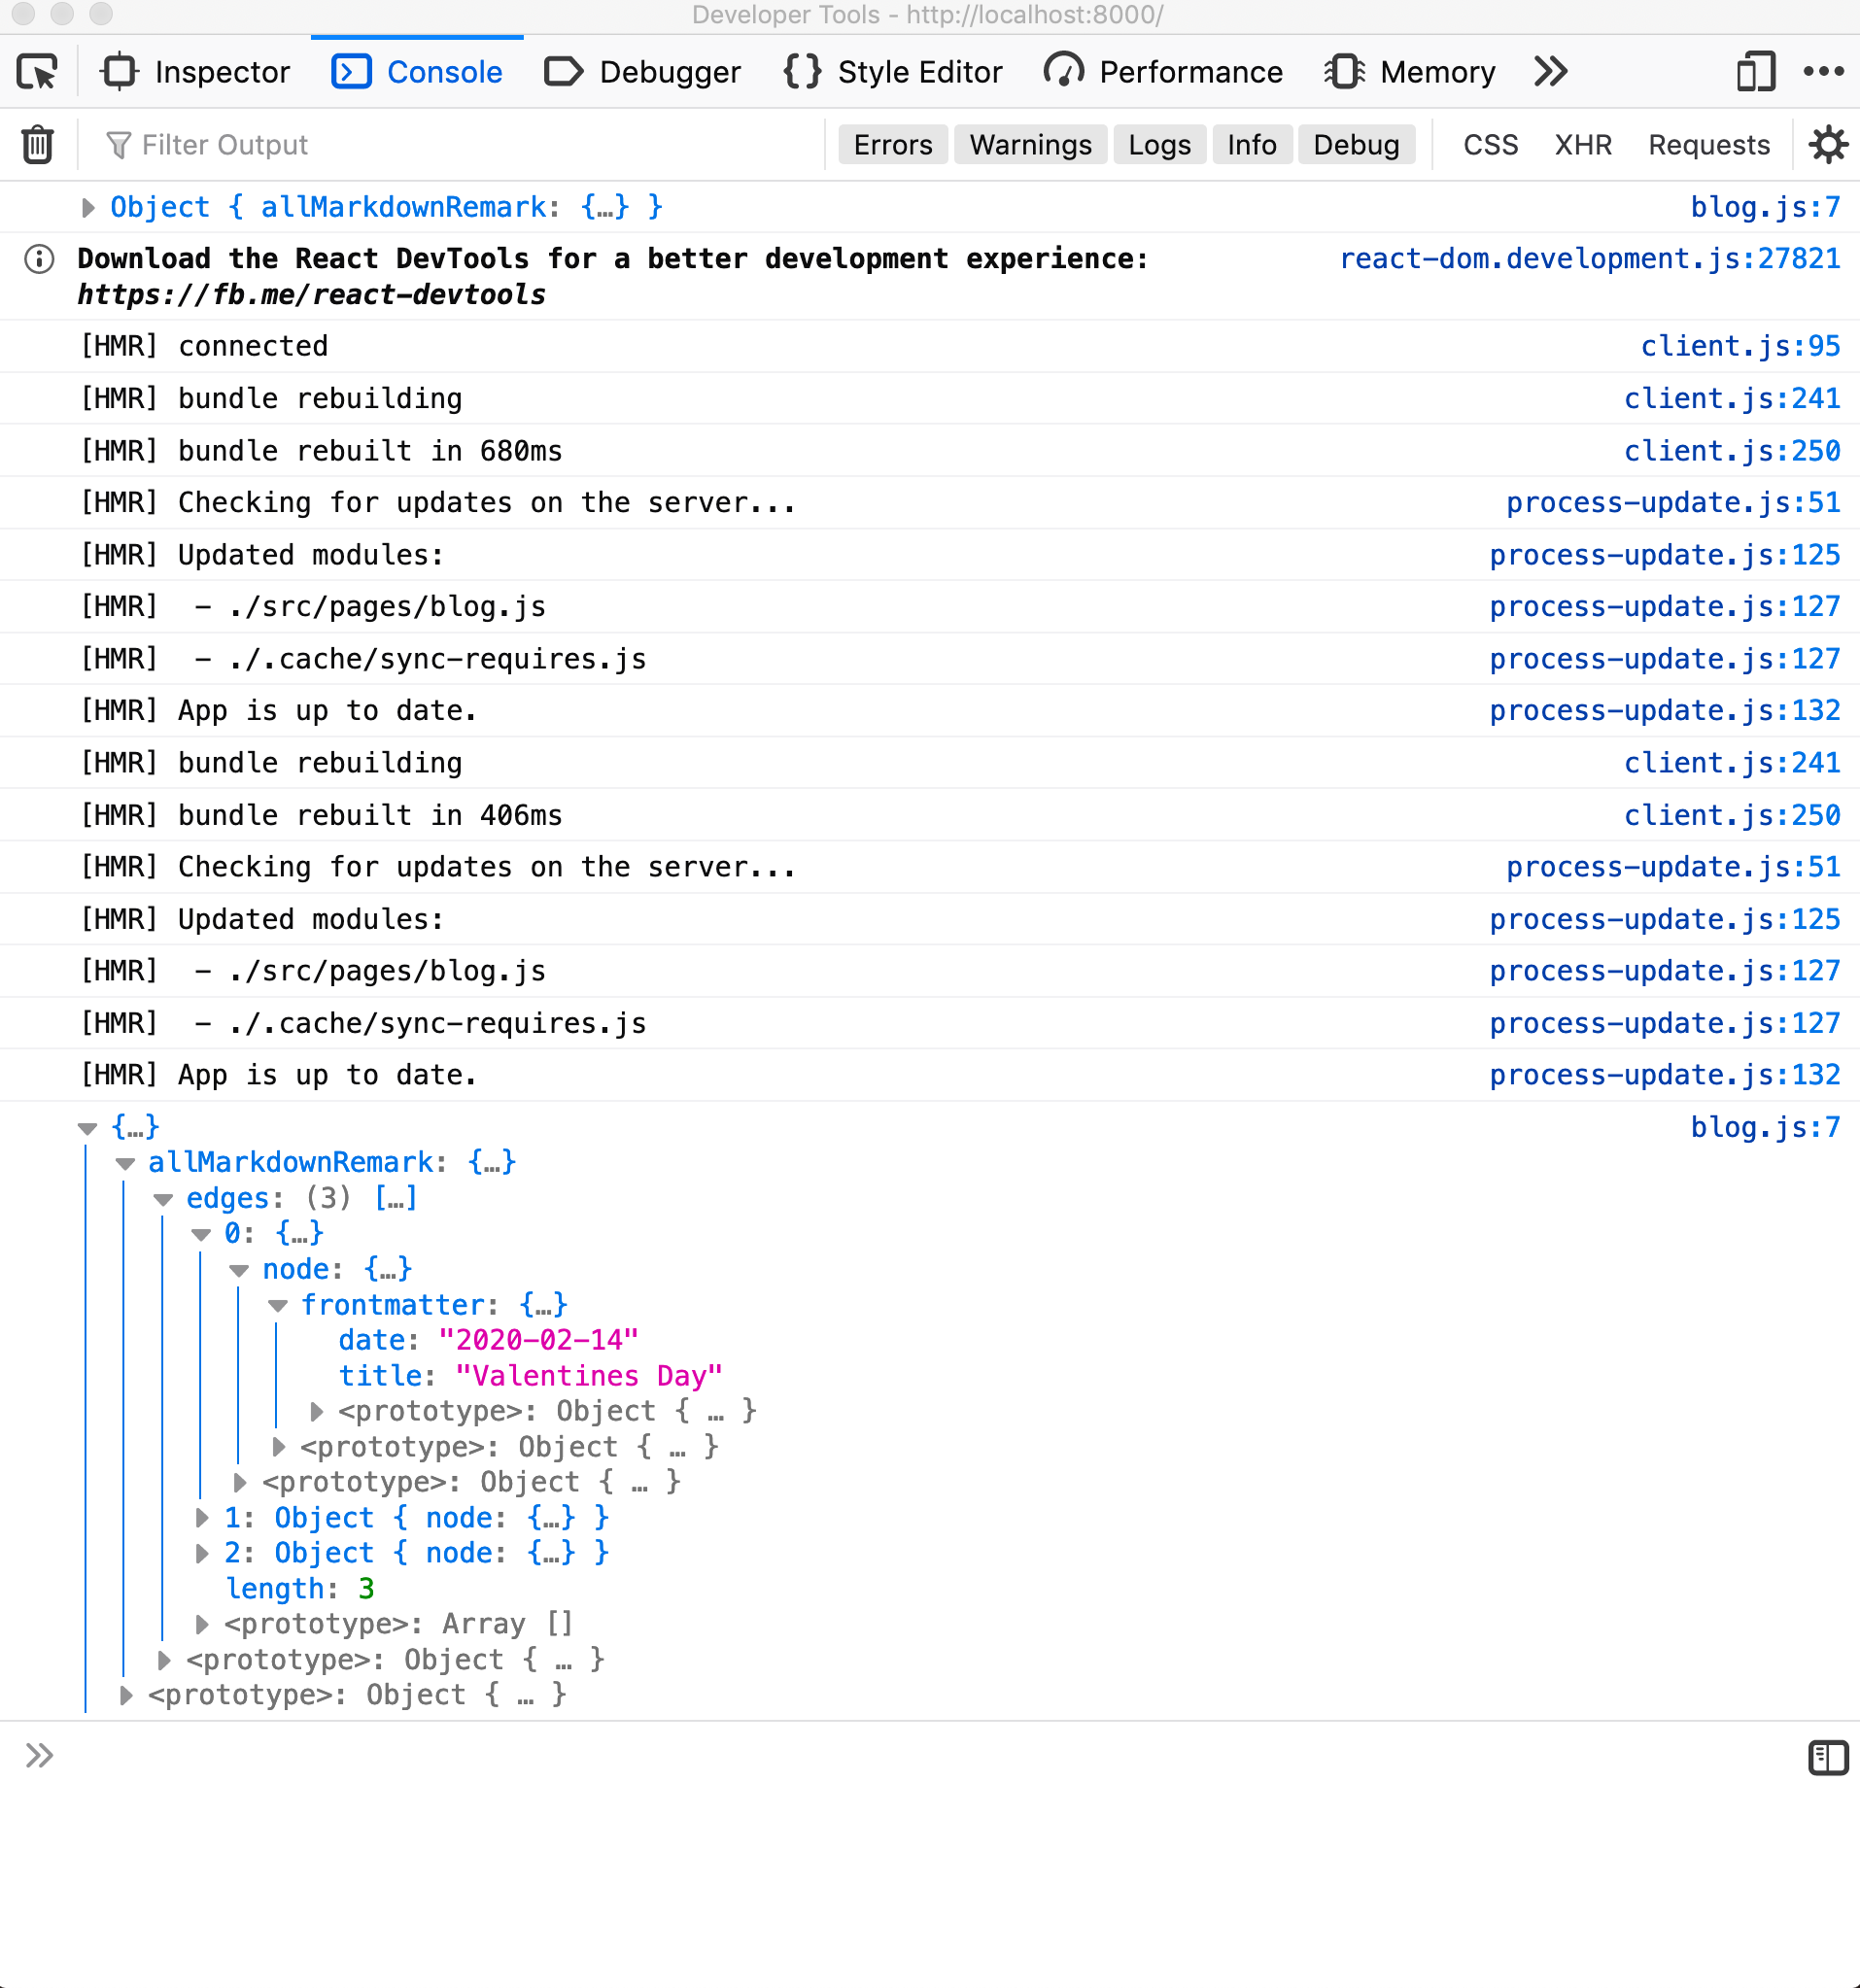 Developer Tools - http://localhost:8000/
Inspector Console Debugger {} Style Editor Performance Memory
Filter Output Errors Warnings Logs Info Debug CSS XHR Requests
Object { allMarkdownRemark: {…} } blog.js:7
Download the React DevTools for a better development experience: react-dom.development.js:27821
https://fb.me/react-devtools
[HMR] connected client.js:95
[HMR] bundle rebuilding client.js:241
[HMR] bundle rebuilt in 680ms client.js:250
[HMR] Checking for updates on the server... process-update.js:51
[HMR] Updated modules: process-update.js:125
[HMR]  - ./src/pages/blog.js process-update.js:127
[HMR]  - ./.cache/sync-requires.js process-update.js:127
[HMR] App is up to date. process-update.js:132
[HMR] bundle rebuilding client.js:241
[HMR] bundle rebuilt in 406ms client.js:250
[HMR] Checking for updates on the server... process-update.js:51
[HMR] Updated modules: process-update.js:125
[HMR]  - ./src/pages/blog.js process-update.js:127
[HMR]  - ./.cache/sync-requires.js process-update.js:127
[HMR] App is up to date. process-update.js:132
{…} blog.js:7
allMarkdownRemark: {…}
edges: (3) […]
0: {…}
node: {…}
frontmatter: {…}
date: "2020-02-14"
title: "Valentines Day"
<prototype>: Object { … }
<prototype>: Object { … }
<prototype>: Object { … }
1: Object { node: {…} }
2: Object { node: {…} }
length: 3
<prototype>: Array []
<prototype>: Object { … }
<prototype>: Object { … }